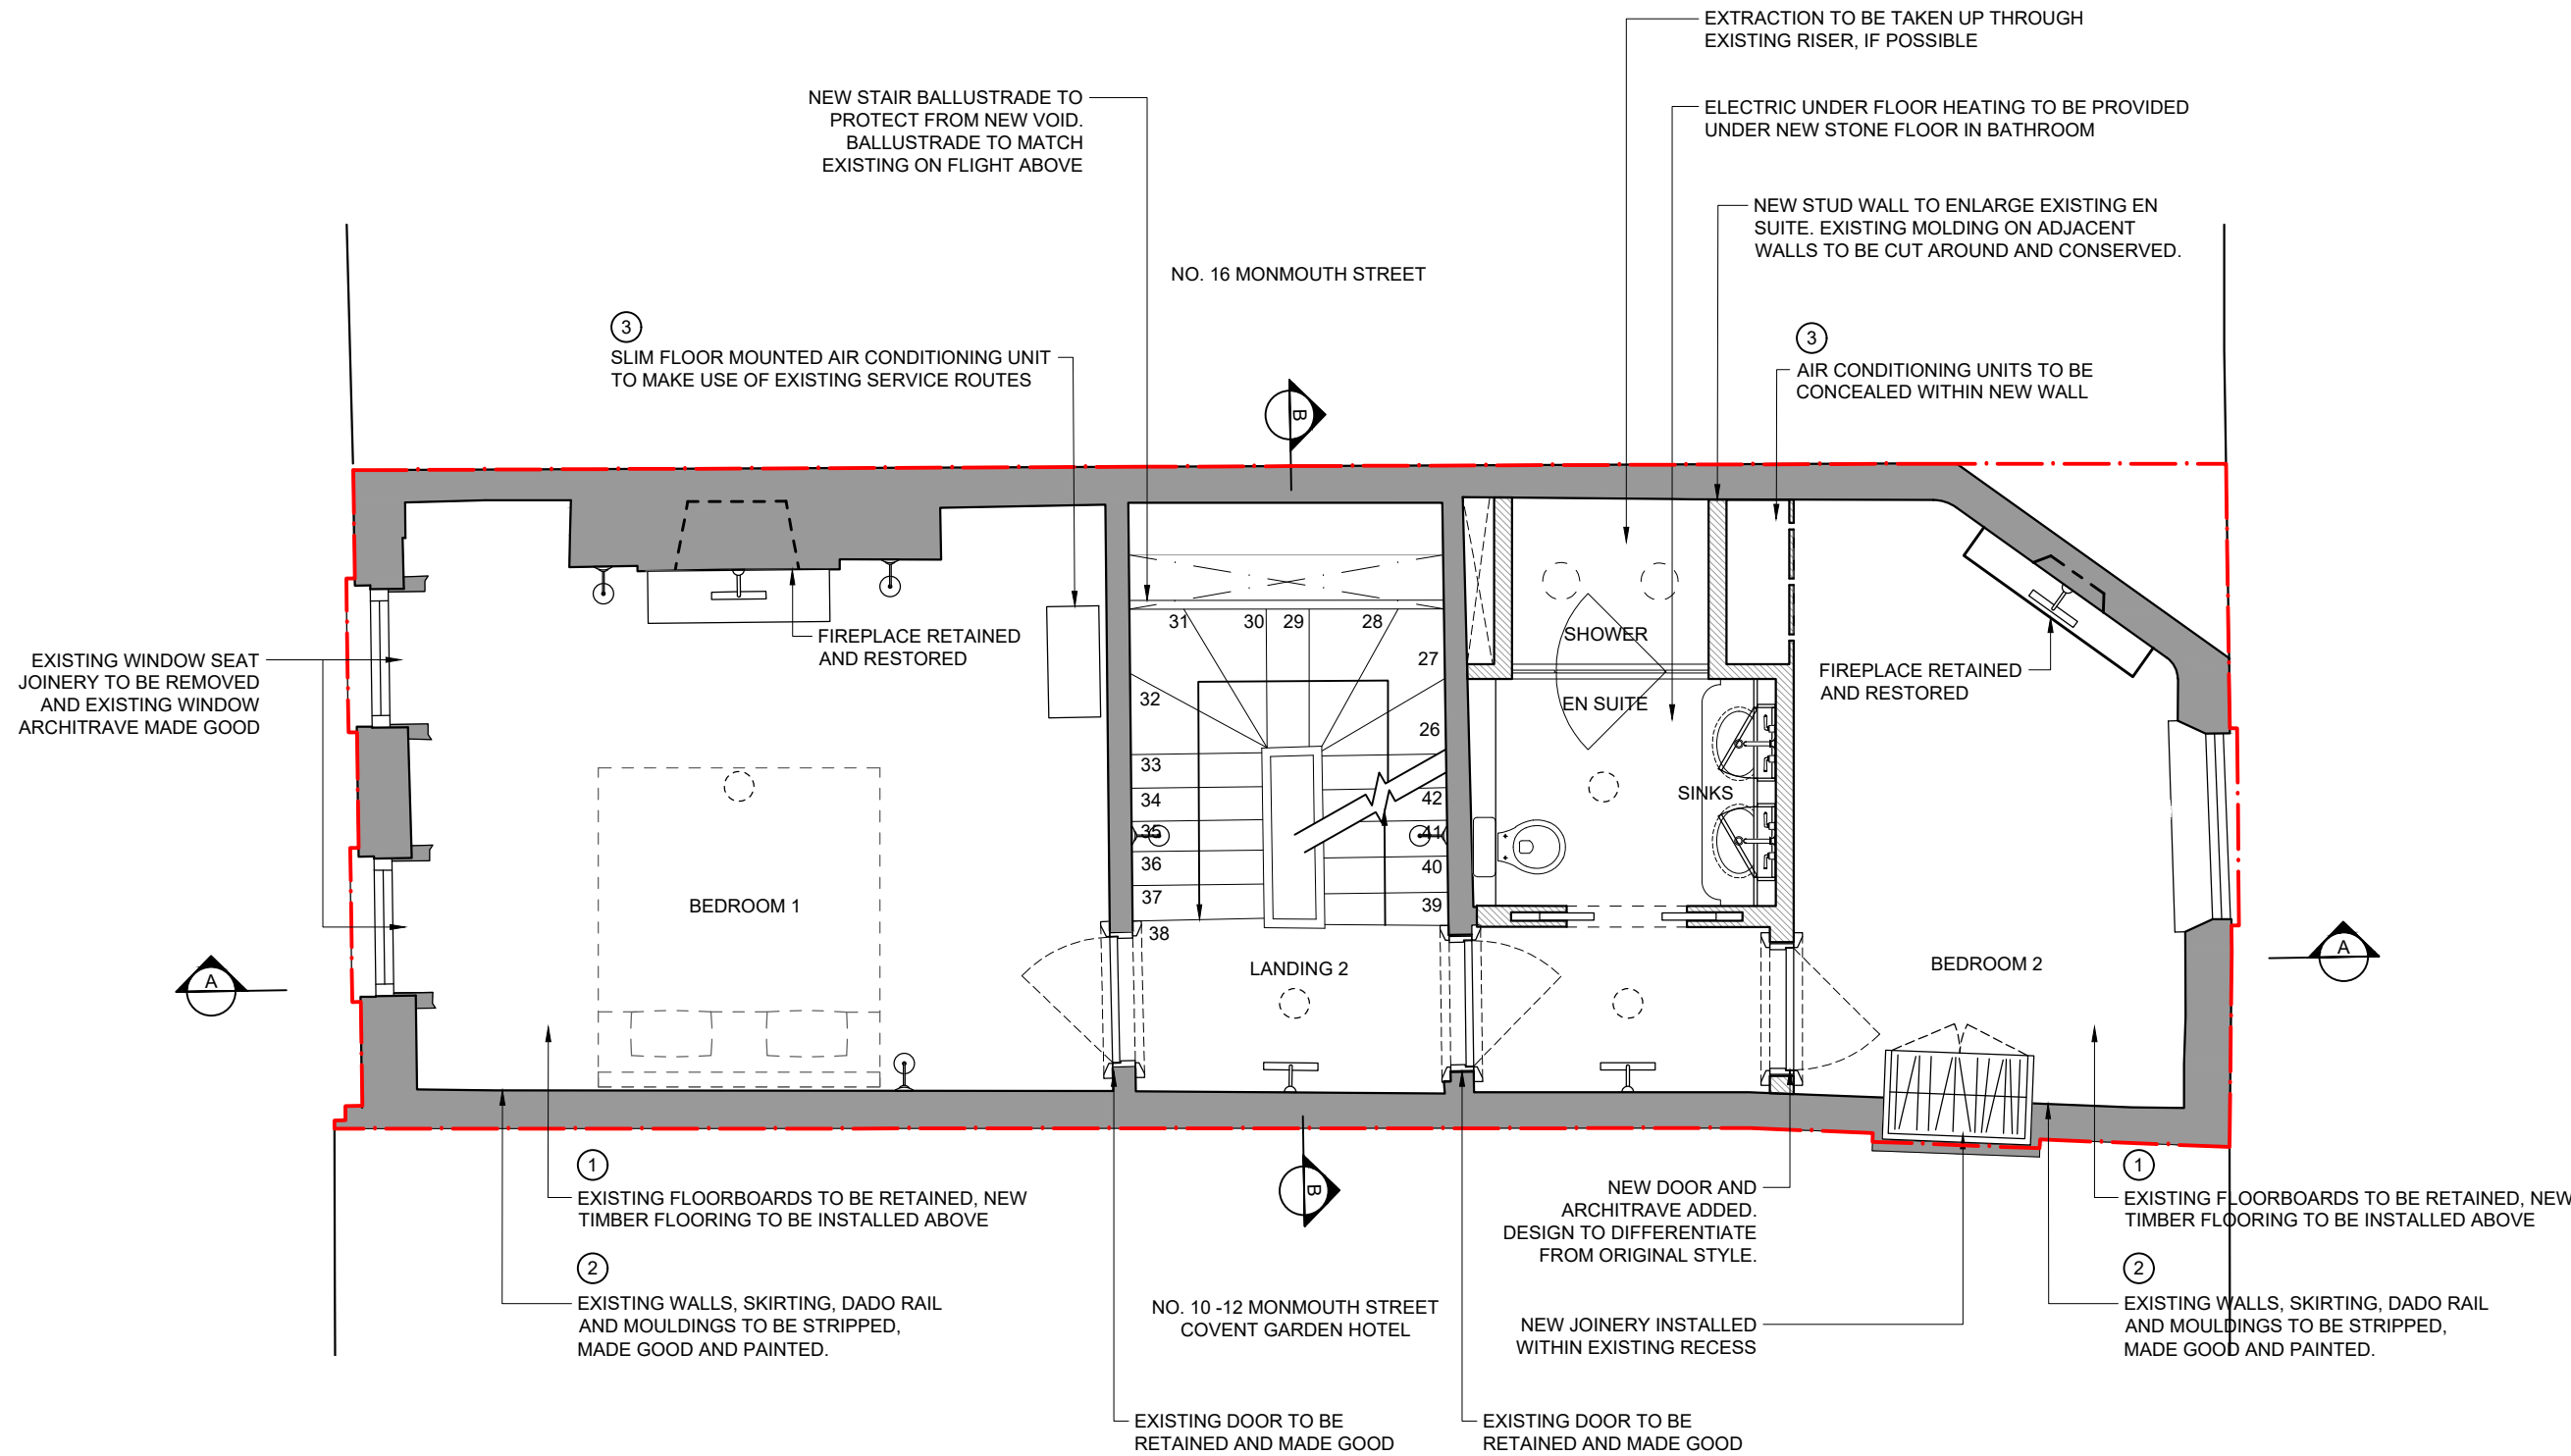 EXTRACTION TO BE TAKEN UP THROUGH
EXISTING RISER, IF POSSIBLE
NEW STAIR BALLUSTRADE TO
PROTECT FROM NEW VOID.
BALLUSTRADE TO MATCH
EXISTING ON FLIGHT ABOVE
ELECTRIC UNDER FLOOR HEATING TO BE PROVIDED
UNDER NEW STONE FLOOR IN BATHROOM
NEW STUD WALL TO ENLARGE EXISTING EN
SUITE. EXISTING MOLDING ON ADJACENT
WALLS TO BE CUT AROUND AND CONSERVED.
NO. 16 MONMOUTH STREET
3
SLIM FLOOR MOUNTED AIR CONDITIONING UNIT
TO MAKE USE OF EXISTING SERVICE ROUTES
3
AIR CONDITIONING UNITS TO BE
CONCEALED WITHIN NEW WALL
B
31
30
29
28
27
26
32
33
34
35
36
37
38
42
41
40
39
FIREPLACE RETAINED
AND RESTORED
EXISTING WINDOW SEAT
JOINERY TO BE REMOVED
AND EXISTING WINDOW
ARCHITRAVE MADE GOOD
SHOWER
EN SUITE
SINKS
FIREPLACE RETAINED
AND RESTORED
BEDROOM 1
LANDING 2
BEDROOM 2
A
A
B
1
EXISTING FLOORBOARDS TO BE RETAINED, NEW
TIMBER FLOORING TO BE INSTALLED ABOVE
2
EXISTING WALLS, SKIRTING, DADO RAIL
AND MOULDINGS TO BE STRIPPED,
MADE GOOD AND PAINTED.
NEW DOOR AND
ARCHITRAVE ADDED.
DESIGN TO DIFFERENTIATE
FROM ORIGINAL STYLE.
NO. 10 -12 MONMOUTH STREET
COVENT GARDEN HOTEL
NEW JOINERY INSTALLED
WITHIN EXISTING RECESS
1
EXISTING FLOORBOARDS TO BE RETAINED, NEW
TIMBER FLOORING TO BE INSTALLED ABOVE
2
EXISTING WALLS, SKIRTING, DADO RAIL
AND MOULDINGS TO BE STRIPPED,
MADE GOOD AND PAINTED.
EXISTING DOOR TO BE
RETAINED AND MADE GOOD
EXISTING DOOR TO BE
RETAINED AND MADE GOOD